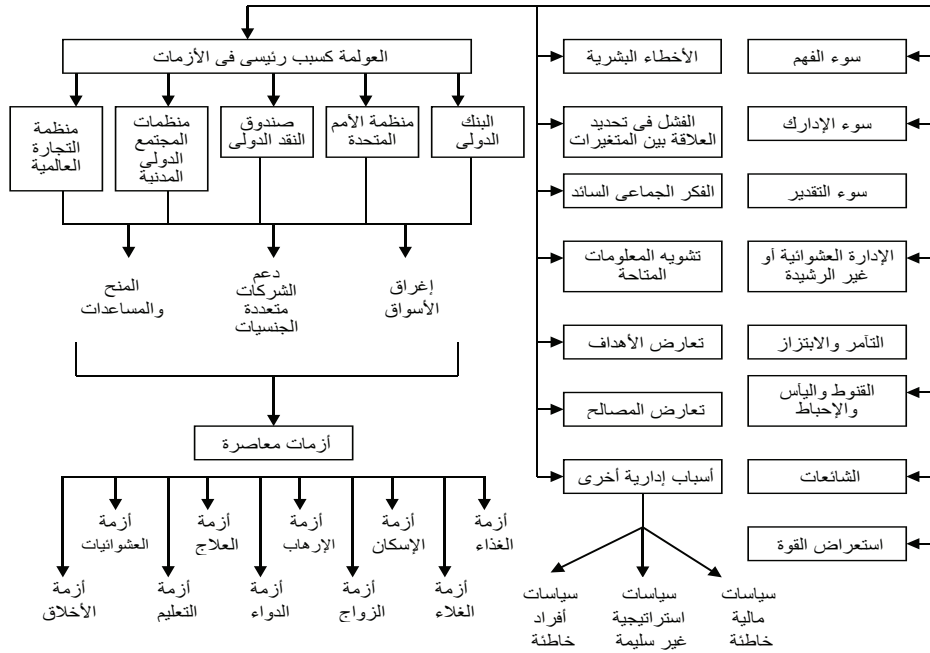 سوء الفهم
سوء الإدارك
سوء التقدير
الإدارة العشوائية أو
غير الرشيدة
التآمر والابتزاز
القنوط واليأس
والإحباط
الشائعات
استعراض القوة
الأخطاء البشرية
الفشل فى تحديد
العلاقة بين المتغيرات
الفكر الجماعى السائد
تشويه المعلومات
المتاحة
تعارض الأهداف
تعارض المصالح
أسباب إدارية أخرى
سياسات
مالية
خاطئة
سياسات
استراتيجية
غير سليمة
سياسات
أفراد
خاطئة
العولمة كسبب رئيسى فى الأزمات
البنك
الدولى
منظمة الأمم
المتحدة
صندوق
النقد الدولى
منظمات
المجتمع
الدولي
المدنبة
منظمة
التجارة
العالمية
إغراق
الأسواق
دعم
الشركات
متعددة
الجنسيات
المنح
والمساعدات
أزمات معاصرة
أزمة
الغذاء
أزمة
الإسكان
أزمة
الإرهاب
أزمة
العلاج
أزمة
العشوائيات
أزمة
الغلاء
أزمة
الزواج
أزمة
الدواء
أزمة
التعليم
أزمة
الأخلاق